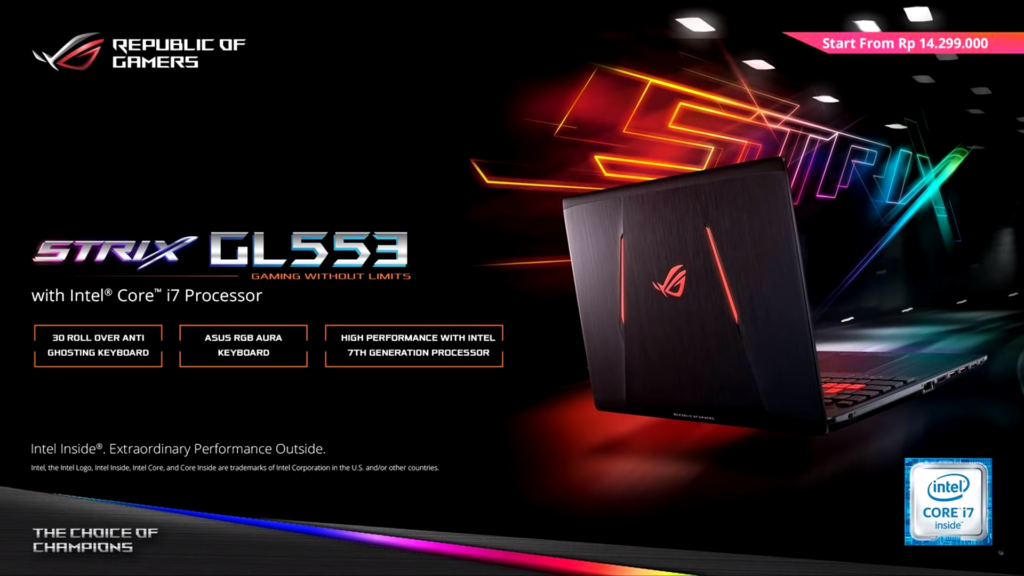 REPUBLIC OF
GAMERS
Start From Rp 14.299.000
STRIX
STRIX GL553
GAMING WITHOUT LIMITS
with Intel® Core™ i7 Processor
30 ROLL OVER ANTI
GHOSTING KEYBOARD
ASUS RGB AURA
KEYBOARD
HIGH PERFORMANCE WITH INTEL
7TH GENERATION PROCESSOR
Intel Inside®. Extraordinary Performance Outside.
Intel, the Intel Logo, Intel Inside, Intel Core, and Core Inside are trademarks of Intel Corporation in the U.S. and/or other countries.
intel
CORE i7
inside™
THE CHOICE OF
CHAMPIONS